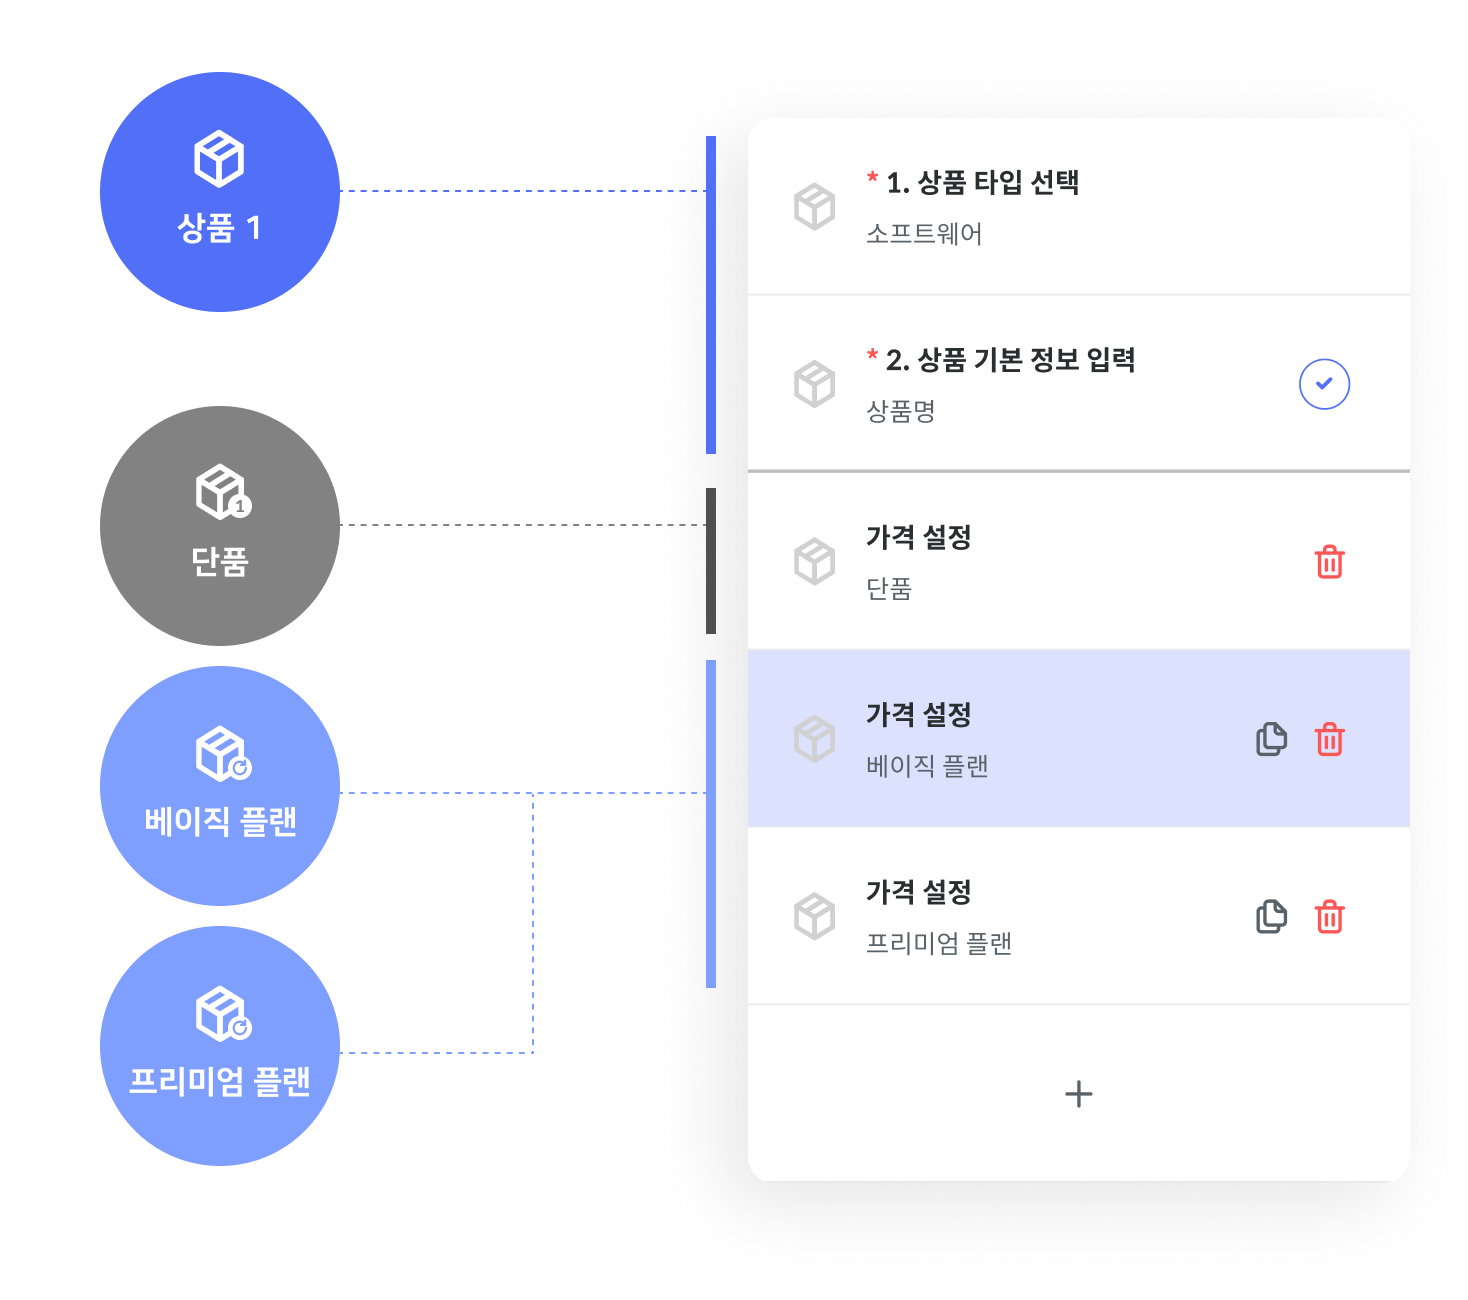 상품 1
단품
1
베이직 플랜
프리미엄 플랜
* 1. 상품 타입 선택
소프트웨어
* 2. 상품 기본 정보 입력
상품명
가격 설정
단품
가격 설정
베이직 플랜
가격 설정
프리미엄 플랜